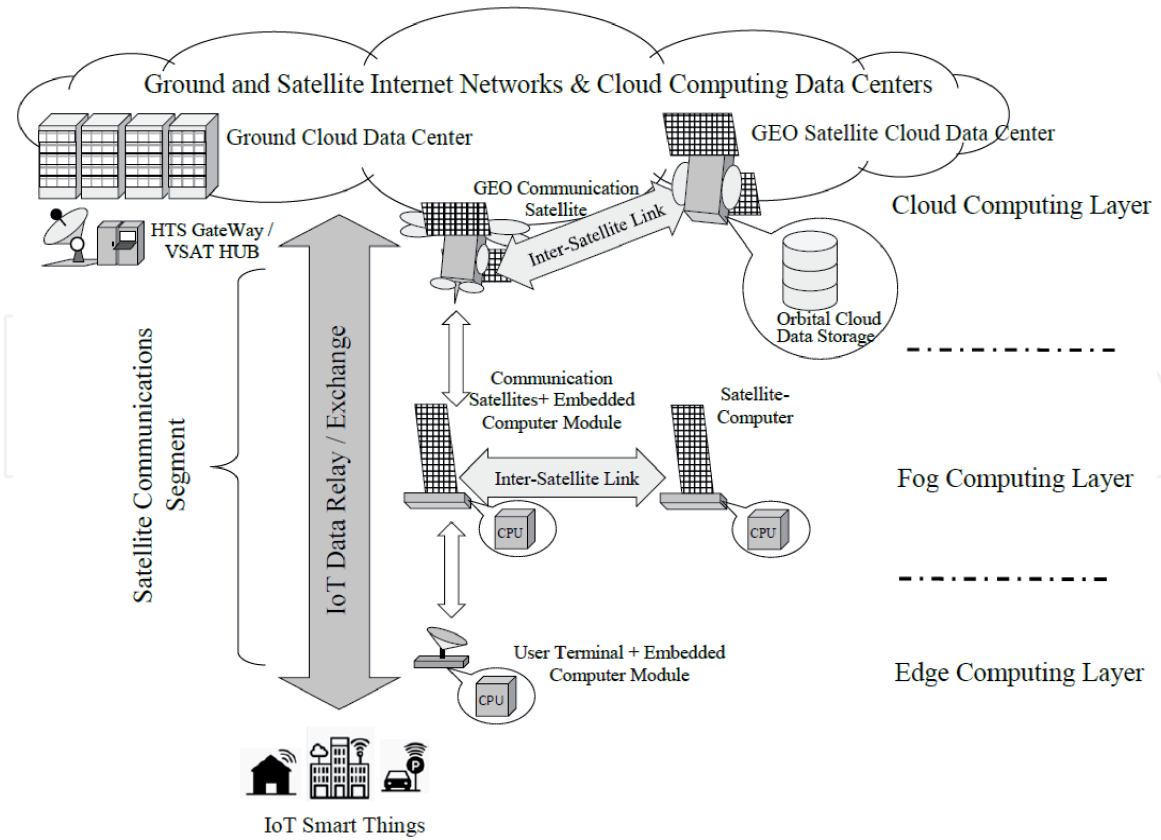 Ground and Satellite Internet Networks & Cloud Computing Data Centers
Ground Cloud Data Center
GEO Satellite Cloud Data Center
GEO Communication
Satellite
Cloud Computing Layer
HTS GateWay /
VSAT HUB
Inter-Satellite Link
Orbital Cloud
Data Storage
Satellite Communications
Segment
IoT Data Relay / Exchange
Communication
Satellites+ Embedded
Computer Module
Satellite-
Computer
Inter-Satellite Link
Fog Computing Layer
CPU
CPU
User Terminal + Embedded
Computer Module
Edge Computing Layer
CPU
P
IoT Smart Things